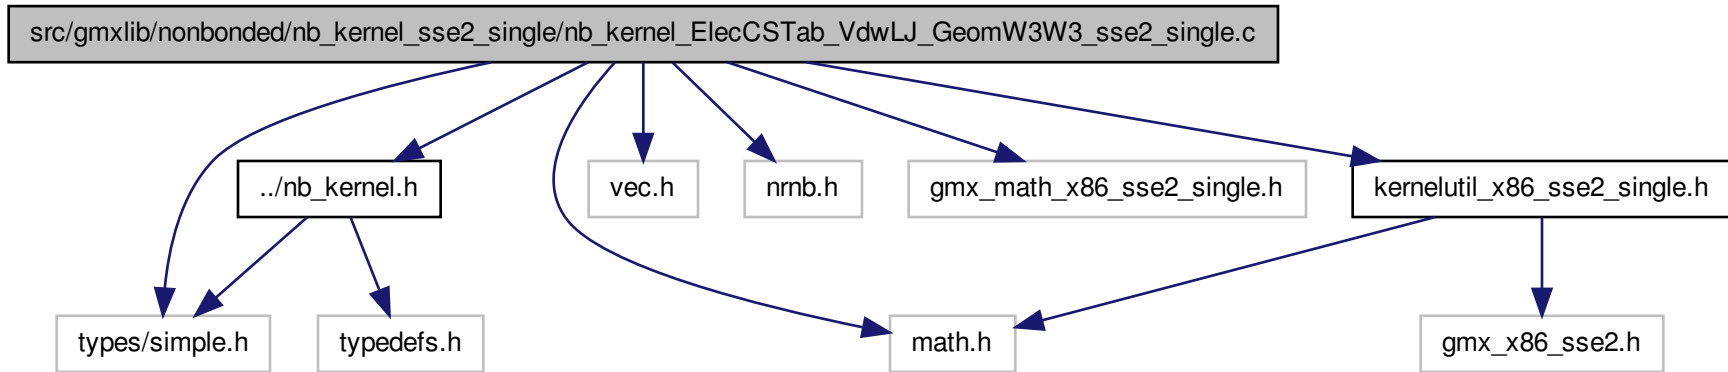 src/gmxlib/nonbonded/nb_kernel_sse2_single/nb_kernel_ElecCSTab_VdwLJ_GeomW3W3_sse2_single.c
../nb_kernel.h
vec.h
nrnb.h
gmx_math_x86_sse2_single.h
kernelutil_x86_sse2_single.h
types/simple.h
typedefs.h
math.h
gmx_x86_sse2.h